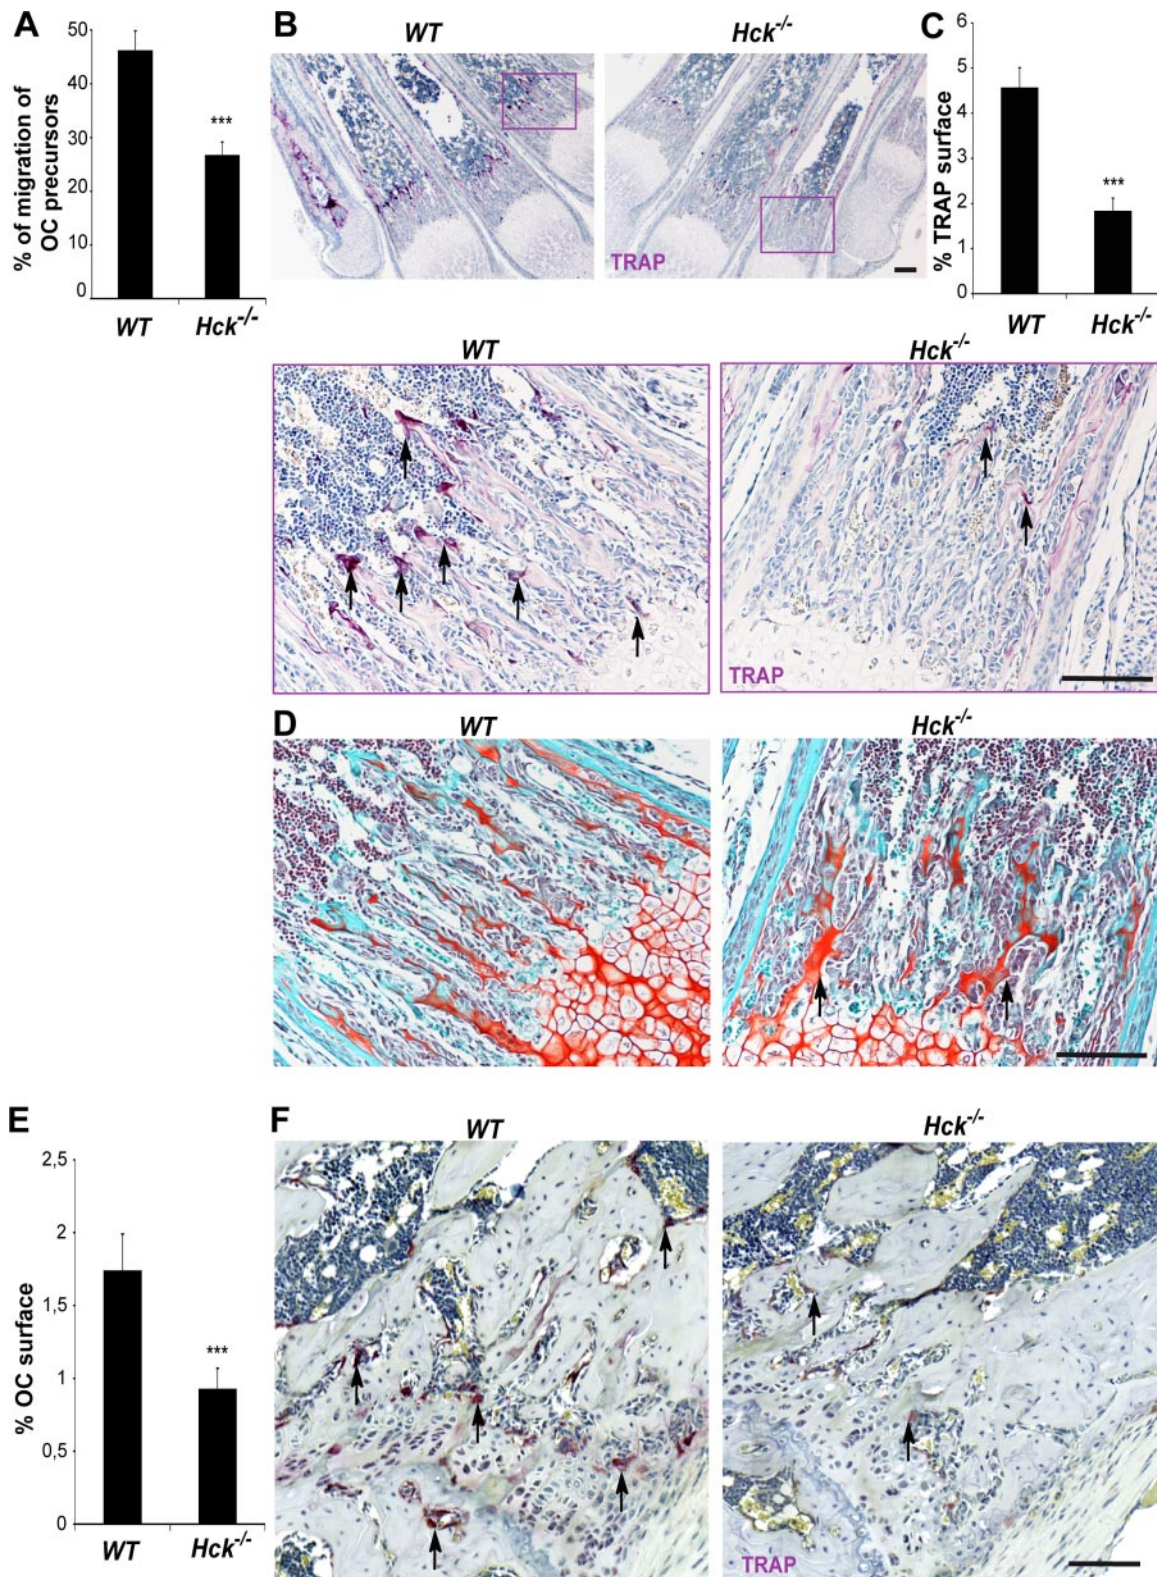 A
% of migration of
OC precursors
50
40
30
20
10
0
***
WT
Hck-/-
B
WT
Hck-/-
TRAP
C
% TRAP surface
6
5
4
3
2
1
0
***
WT
Hck-/-
WT
Hck-/-
TRAP
D
WT
Hck-/-
E
% OC surface
2,5
2
1,5
1
0,5
0
***
WT
Hck-/-
F
WT
Hck-/-
TRAP